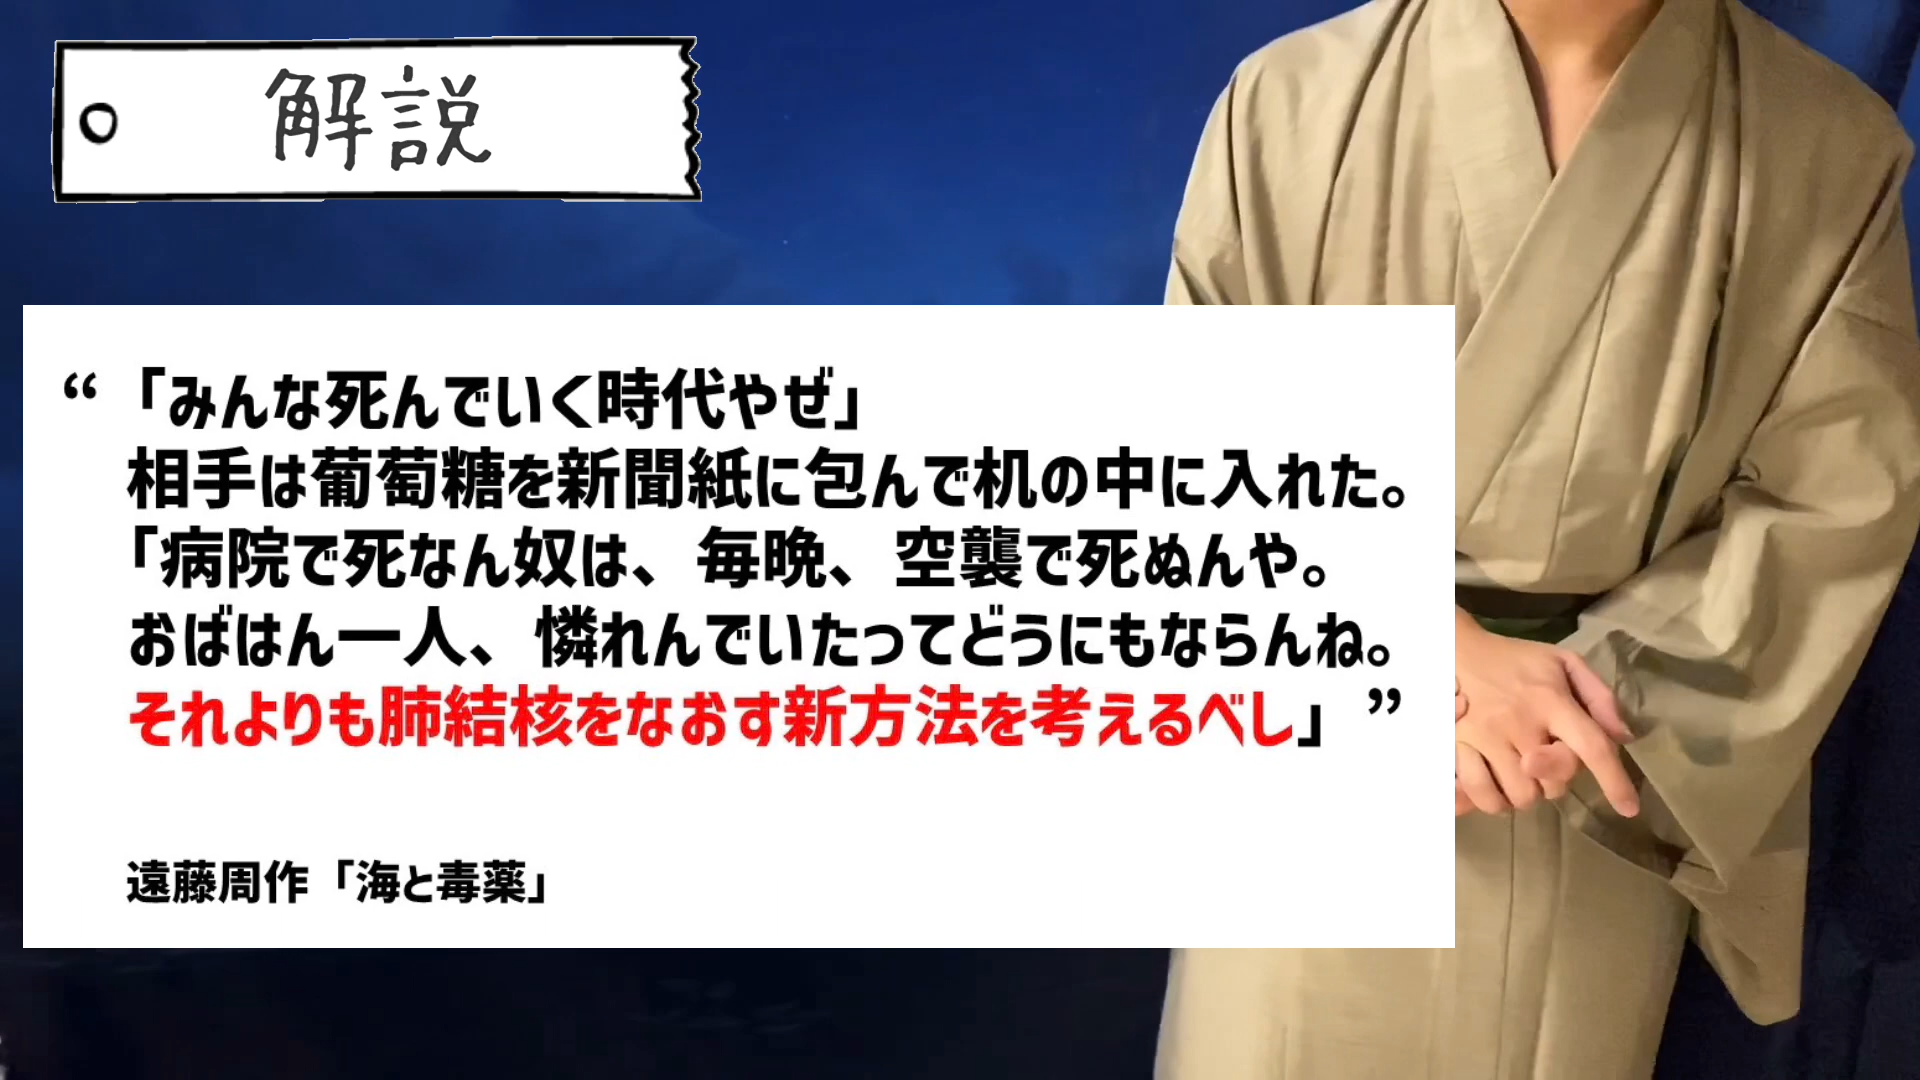 解説
“「みんな死んでいく時代やぜ」
相手は葡萄糖を新聞紙に包んで机の中に入れた。
「病院で死なん奴は、毎晩、空襲で死ぬんや。
おばはん一人、憐れんでいたってどうにもならんね。
それよりも肺結核をなおす新方法を考えるべし」”
遠藤周作「海と毒薬」